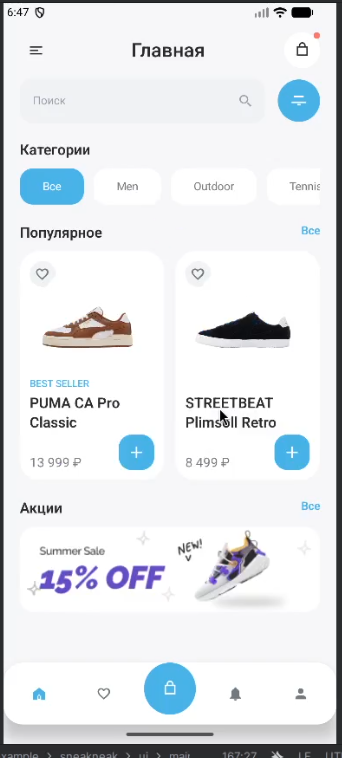 6:47
Главная
Поиск
Категории
Все
Men
Outdoor
Tennis
Популярное
Все
BEST SELLER
PUMA CA Pro
Classic
13 999 ₽
STREETBEAT
Plimsoll Retro
8 499 ₽
Акции
Все
Summer Sale
15% OFF
NEW!
xample > sneakpeak > ui > mair
167:27
LF
UT